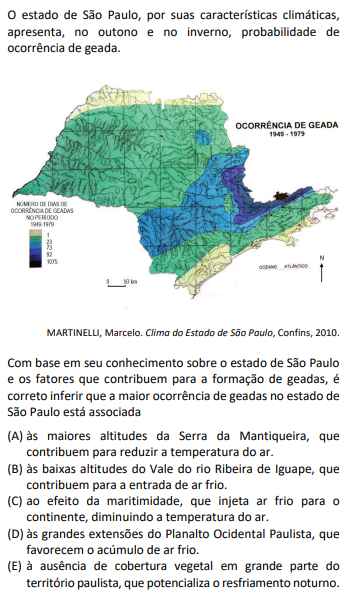 O estado de São Paulo, por suas características climáticas,
apresenta, no outono e no inverno, probabilidade de
ocorrência de geada.
OCORRÊNCIA DE GEADA
1949 -1979
NÚMERO DE DIAS DE
OCORRÊNCIA DE GEADAS
NO PERÍODO
1949-1979
1
23
73
92
1075
0 50 km
OCEANO ATLÂNTICO
N
MARTINELLI, Marcelo. Clima do Estado de São Paulo, Confins, 2010.
Com base em seu conhecimento sobre o estado de São Paulo
e os fatores que contribuem para a formação de geadas, é
correto inferir que a maior ocorrência de geadas no estado de
São Paulo está associada
(A) às maiores altitudes da Serra da Mantiqueira, que
contribuem para reduzir a temperatura do ar.
(B) às baixas altitudes do Vale do rio Ribeira de Iguape, que
contribuem para a entrada de ar frio.
(C) ao efeito da maritimidade, que injeta ar frio para o
continente, diminuindo a temperatura do ar.
(D) às grandes extensões do Planalto Ocidental Paulista, que
favorecem o acúmulo de ar frio.
(E) à ausência de cobertura vegetal em grande parte do
território paulista, que potencializa o resfriamento noturno.